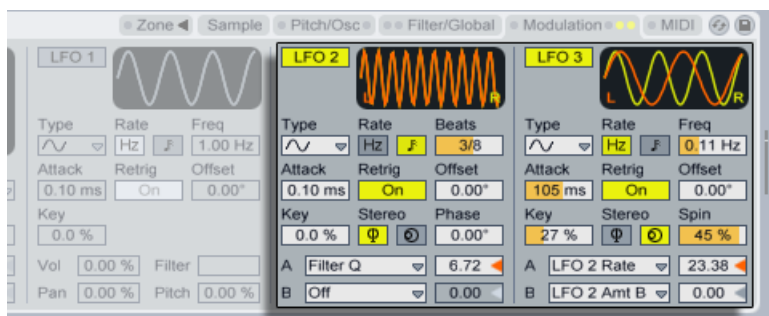 Zone Sample Pitch/Osc Filter/Global Modulation MIDI
LFO 1 LFO 2 L R LFO 3 L R
Type Rate Freq Type Rate Beats Type Rate Freq
Hz 1.00 Hz Hz 3/8 Hz 0.11 Hz
Attack Retrig Offset Attack Retrig Offset Attack Retrig Offset
0.10 ms On 0.00° 0.10 ms On 0.00° 105 ms On 0.00°
Key Key Stereo Phase Key Stereo Spin
0.0 % 0.0 % Φ 0.00° 27 % Φ 45 %
Vol 0.00 % Filter A Filter Q 6.72 A LFO 2 Rate 23.38
Pan 0.00 % Pitch 0.00 % B Off 0.00 B LFO 2 Amt B 0.00